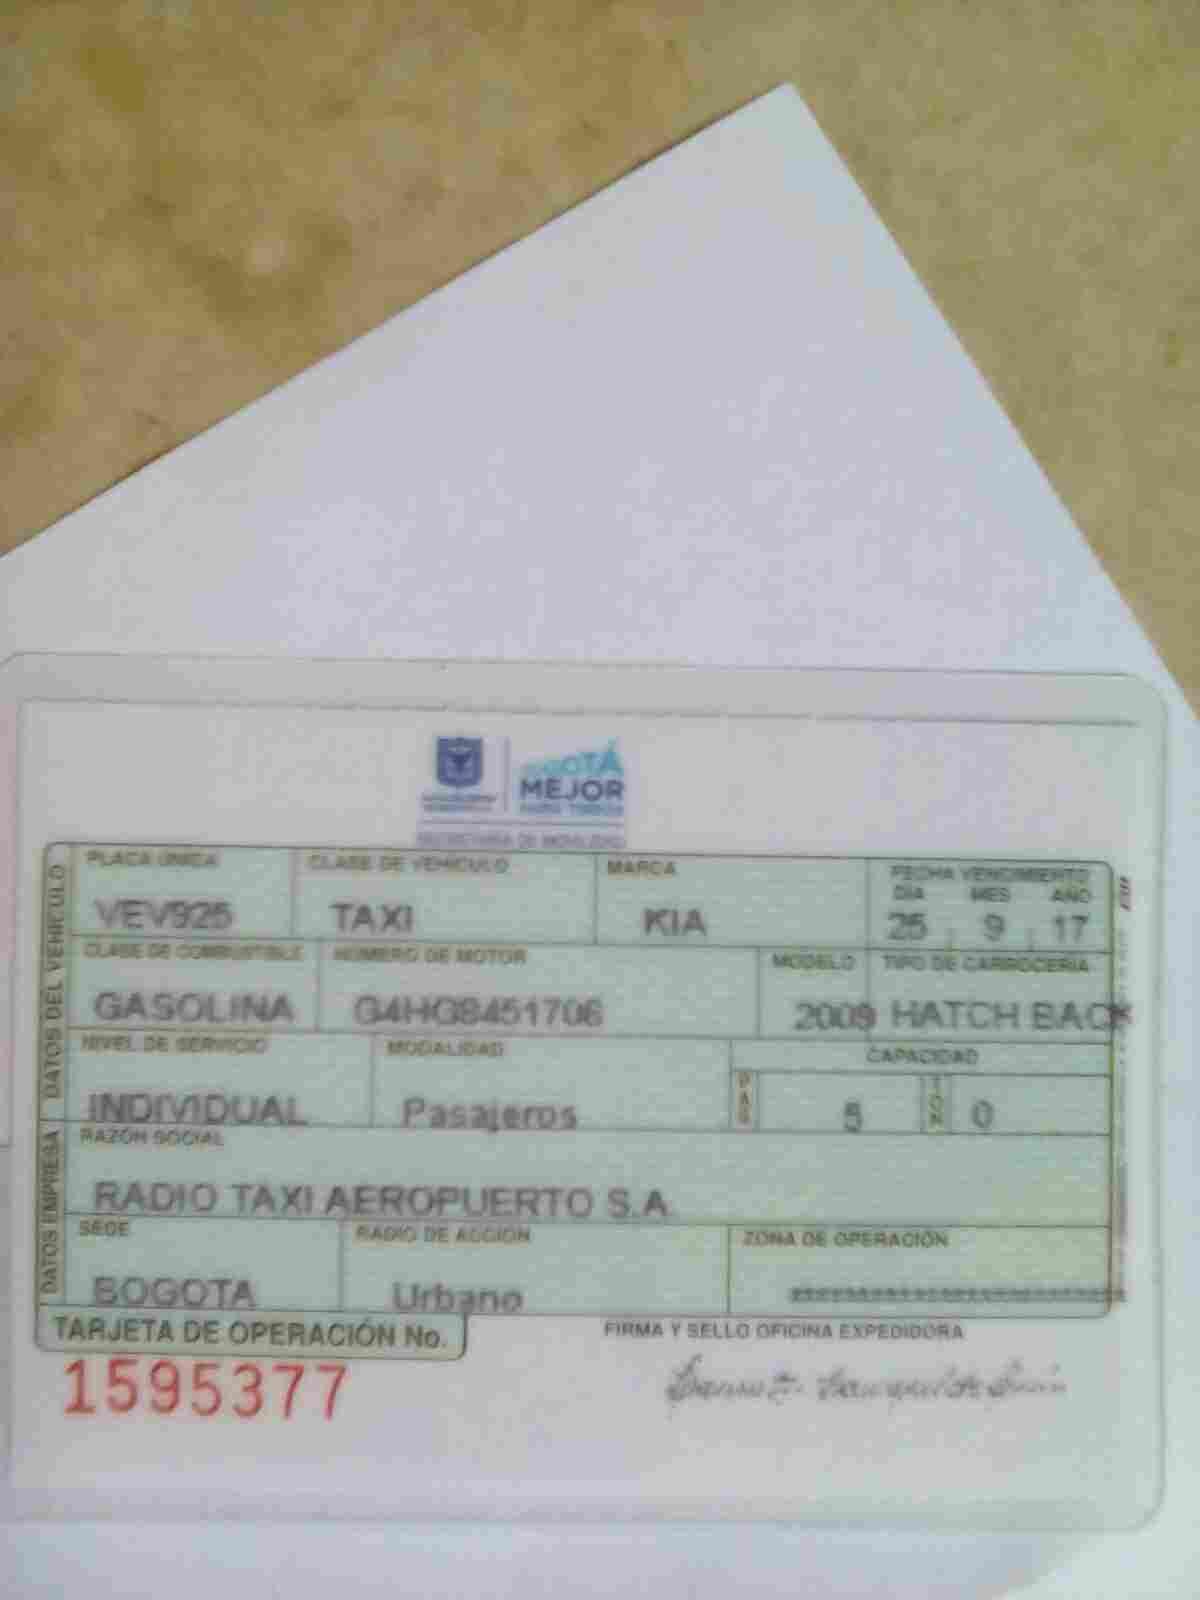 BOGOTÁ
MEJOR
PARA TODOS
SECRETARÍA DE MOVILIDAD
DATOS DEL VEHÍCULO
PLACA ÚNICA CLASE DE VEHÍCULO MARCA FECHA VENCIMIENTO
DÍA MES AÑO
VEV925 TAXI KIA 25 9 17
CLASE DE COMBUSTIBLE NÚMERO DE MOTOR MODELO TIPO DE CARROCERÍA
GASOLINA G4HG8451706 2009 HATCH BACK
NIVEL DE SERVICIO MODALIDAD CAPACIDAD
INDIVIDUAL Pasajeros PAS 5 TON 0
DATOS EMPRESA
RAZÓN SOCIAL
RADIO TAXI AEROPUERTO S.A.
SEDE RADIO DE ACCIÓN ZONA DE OPERACIÓN
BOGOTA Urbano
TARJETA DE OPERACIÓN No. FIRMA Y SELLO OFICINA EXPEDIDORA
1595377